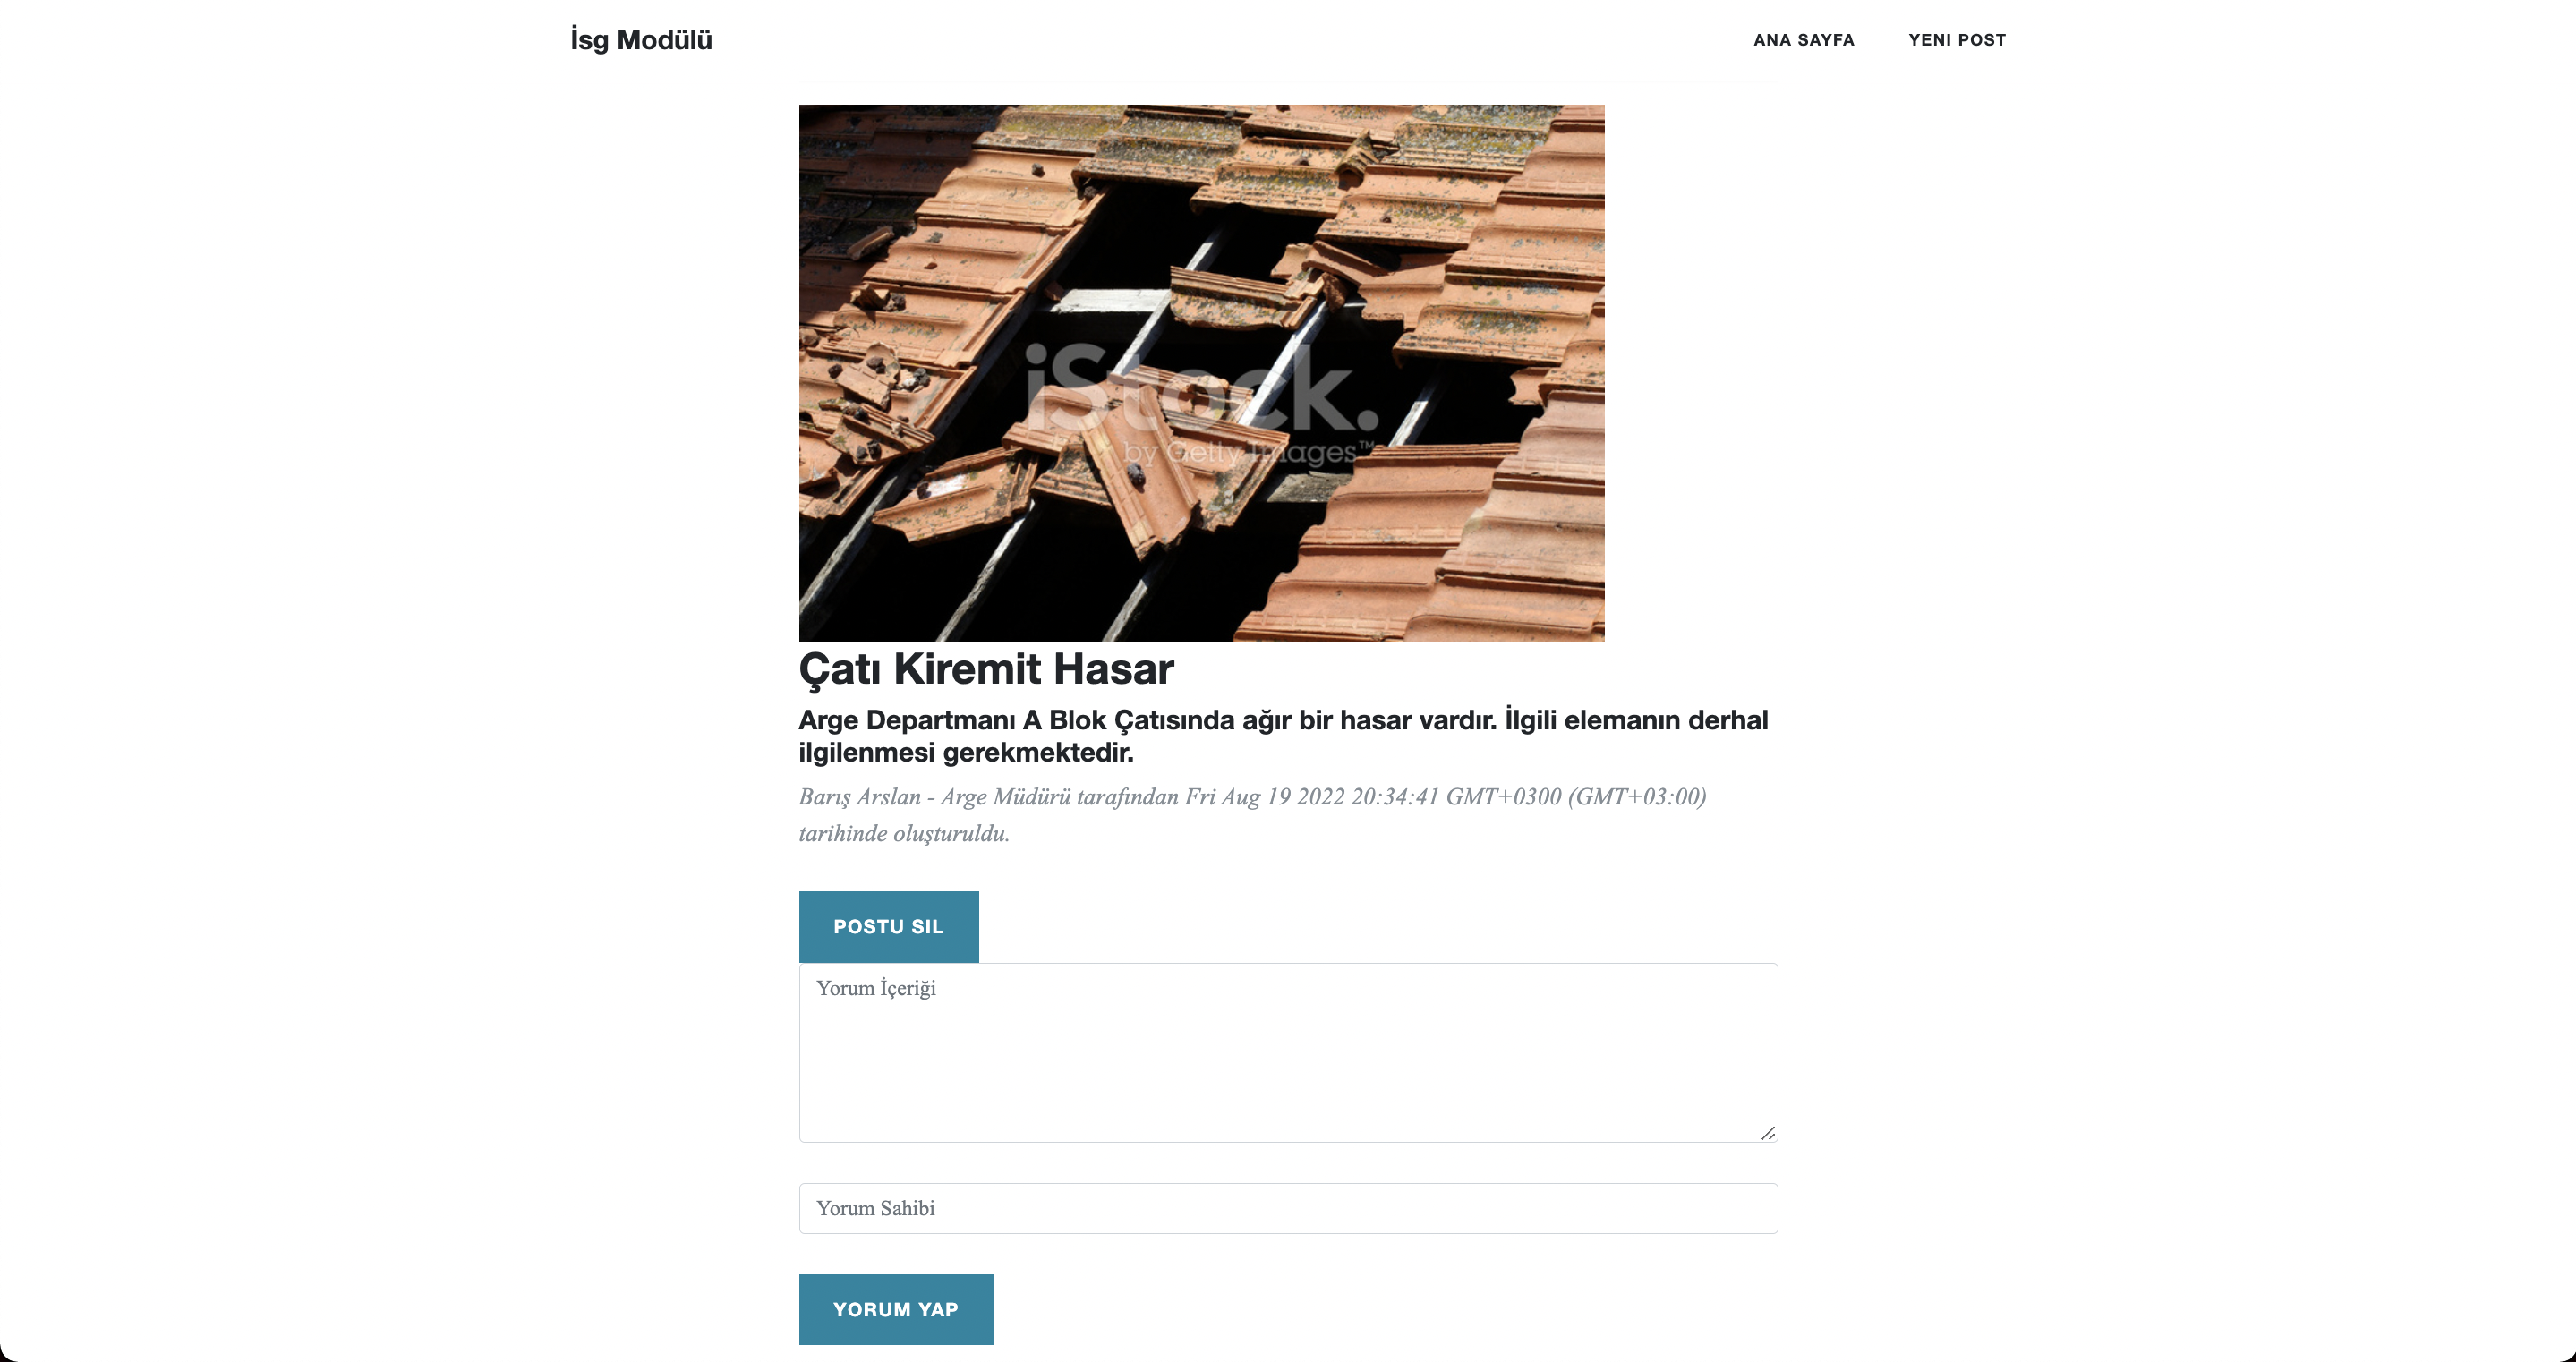 İsg Modülü
ANA SAYFA
YENI POST
iStock.
by Getty Images™
Çatı Kiremit Hasar
Arge Departmanı A Blok Çatısında ağır bir hasar vardır. İlgili elemanın derhal
ilgilenmesi gerekmektedir.
Barış Arslan - Arge Müdürü tarafından Fri Aug 19 2022 20:34:41 GMT+0300 (GMT+03:00)
tarihinde oluşturuldu.
POSTU SIL
Yorum İçeriği
Yorum Sahibi
YORUM YAP